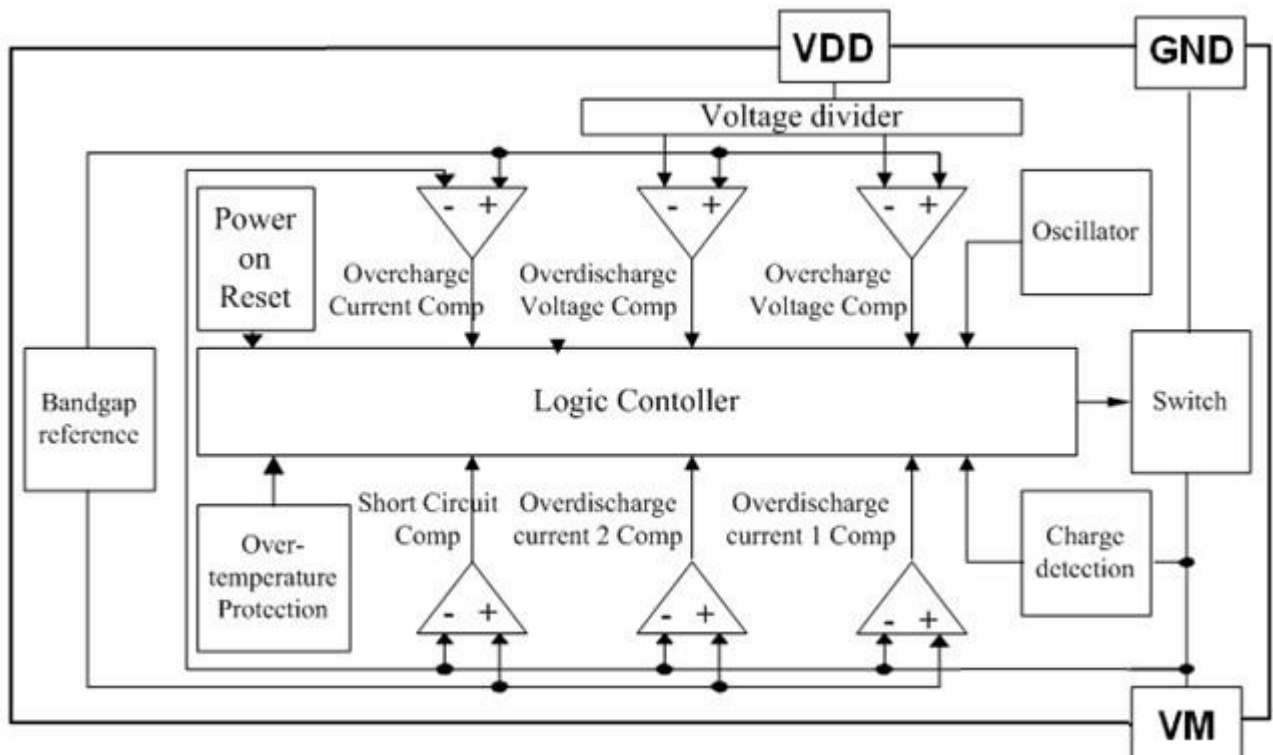 VDD
GND
Voltage divider
- +
- +
- +
Power
on
Reset
Oscillator
Overcharge
Current Comp
Overdischarge
Voltage Comp
Overcharge
Voltage Comp
Bandgap
reference
Logic Contoller
Switch
Over-
temperature
Protection
Short Circuit
Comp
Overdischarge
current 2 Comp
Overdischarge
current 1 Comp
Charge
detection
- +
- +
- +
VM